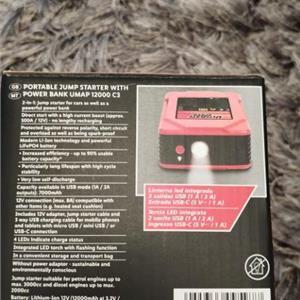 GB PORTABLE JUMP STARTER WITH
MT POWER BANK UMAP 12000 C3
2-in-1: jump starter for cars as well as a
powerful power bank
Direct start with a high current boost (approx.
500A / 12V) - no lengthy recharging
Protected against reverse polarity, short circuit
and overload as well as being spark-proof
Modern Li-Ion technology and powerful
LiFePO4 battery
• Increased efficiency - up to 90% usable
battery capacity*
• Particularly long lifespan with high cycle
stability
• Very low self-discharge
Capacity available in USB mode (1A / 2A
outputs): 7000mAh
12V connection (max. 8A) compatible with
other items (e.g. heated seat cushion)
Includes 12V adapter, jump starter cable and
3 way USB charging cable for mobile phones
and tablets with micro USB / mini USB / or
USB-C connection
4 LEDs indicate charge status
Integrated LED torch with flashing function
In a convenient storage and transport bag
Without power adaptor - sustainable and
environmentally conscious
Jump starter suitable for petrol engines up to
max. 3000cc and diesel engines up to max.
2000cc
Battery: Lithium-Ion 12V (12000mAh at 3.2V /
Linterna led integrada
2 salidas USB (1 A / 2 A)
Entrada USB-C (5 V⎓ / 1 A)
Torcia LED integrata
2 uscite USB (1 A / 2 A)
Ingresso USB-C (5 V⎓ / 1 A)